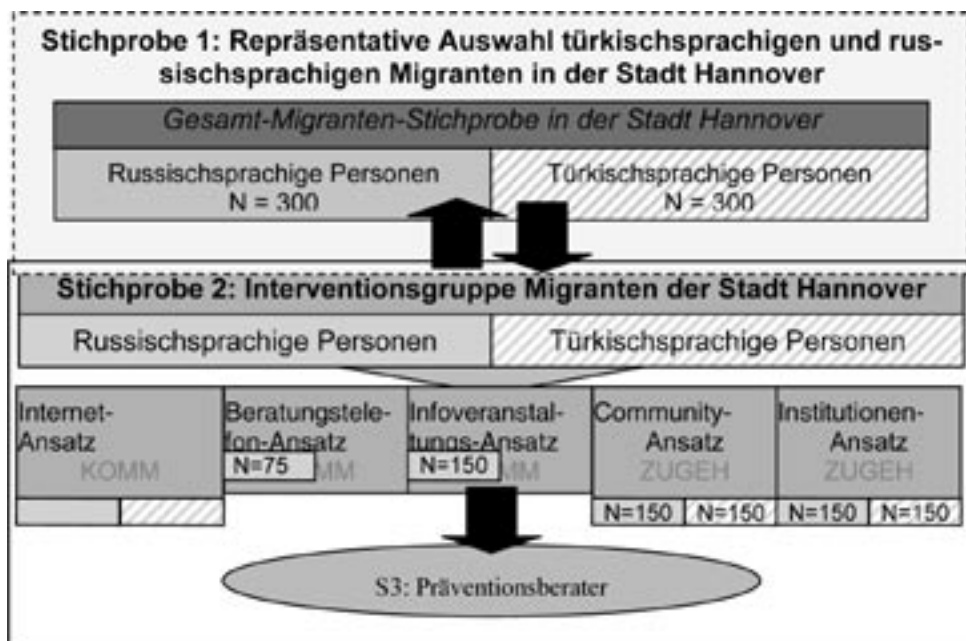 Stichprobe 1: Repräsentative Auswahl türkischsprachigen und rus-
sischsprachigen Migranten in der Stadt Hannover
Gesamt-Migranten-Stichprobe in der Stadt Hannover
Russischsprachige Personen
N = 300
Türkischsprachige Personen
N = 300
Stichprobe 2: Interventionsgruppe Migranten der Stadt Hannover
Russischsprachige Personen
Türkischsprachige Personen
Internet-
Ansatz
KOMM
Beratungstele-
fon-Ansatz
N=75
MM
Infoveranstal-
tungs-Ansatz
N=150
MM
Community-
Ansatz
ZUGEH
N=150
N=150
Institutionen-
Ansatz
ZUGEH
N=150
N=150
S3: Präventionsberater